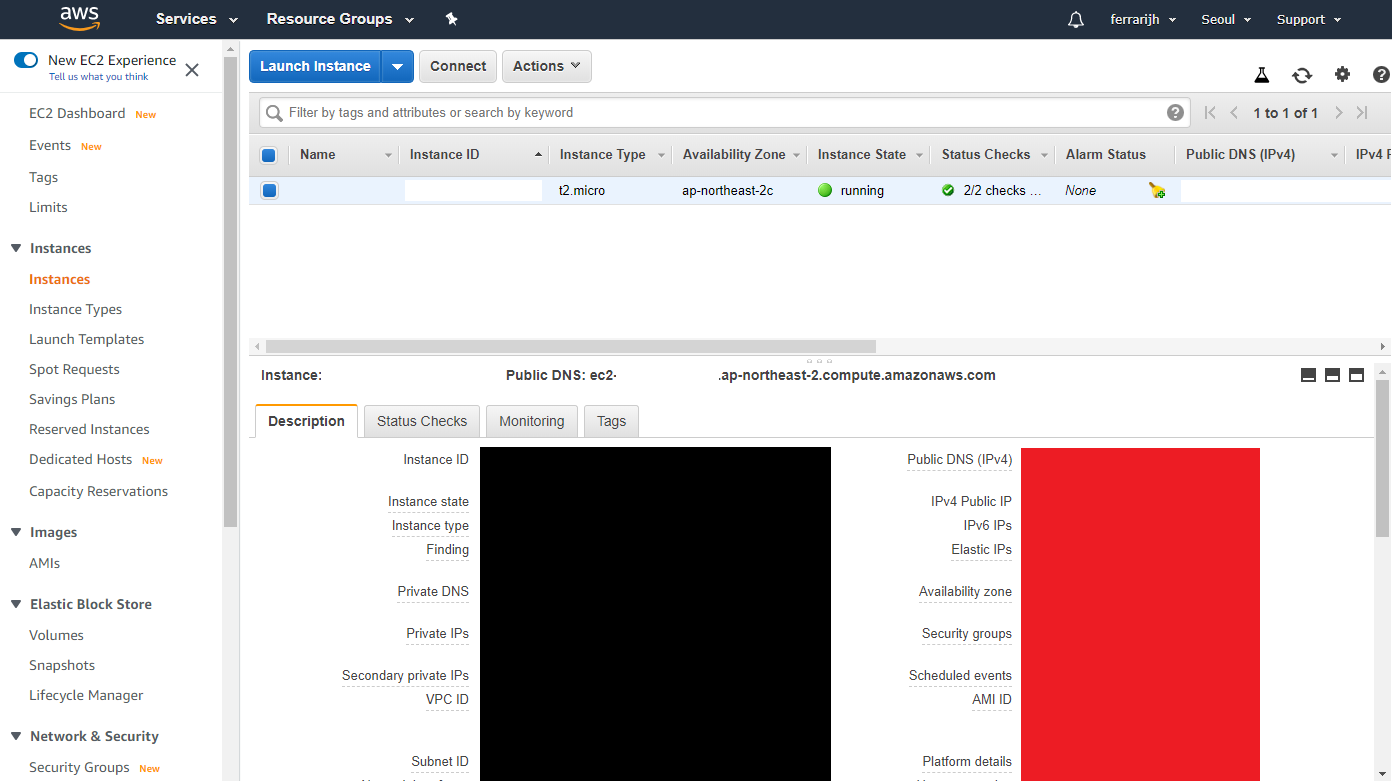 aws Services Resource Groups ferrarijh Seoul Support
New EC2 Experience
Tell us what you think
EC2 Dashboard New
Events New
Tags
Limits
Instances
Instances
Instance Types
Launch Templates
Spot Requests
Savings Plans
Reserved Instances
Dedicated Hosts New
Capacity Reservations
Images
AMIs
Elastic Block Store
Volumes
Snapshots
Lifecycle Manager
Network & Security
Security Groups New
Launch Instance Connect Actions
Filter by tags and attributes or search by keyword 1 to 1 of 1
Name Instance ID Instance Type Availability Zone Instance State Status Checks Alarm Status Public DNS (IPv4)
t2.micro ap-northeast-2c running 2/2 checks ... None
Instance: Public DNS: ec2- .ap-northeast-2.compute.amazonaws.com
Description Status Checks Monitoring Tags
Instance ID Public DNS (IPv4)
Instance state IPv4 Public IP
Instance type IPv6 IPs
Finding Elastic IPs
Private DNS Availability zone
Private IPs Security groups
Secondary private IPs Scheduled events
VPC ID AMI ID
Subnet ID Platform details